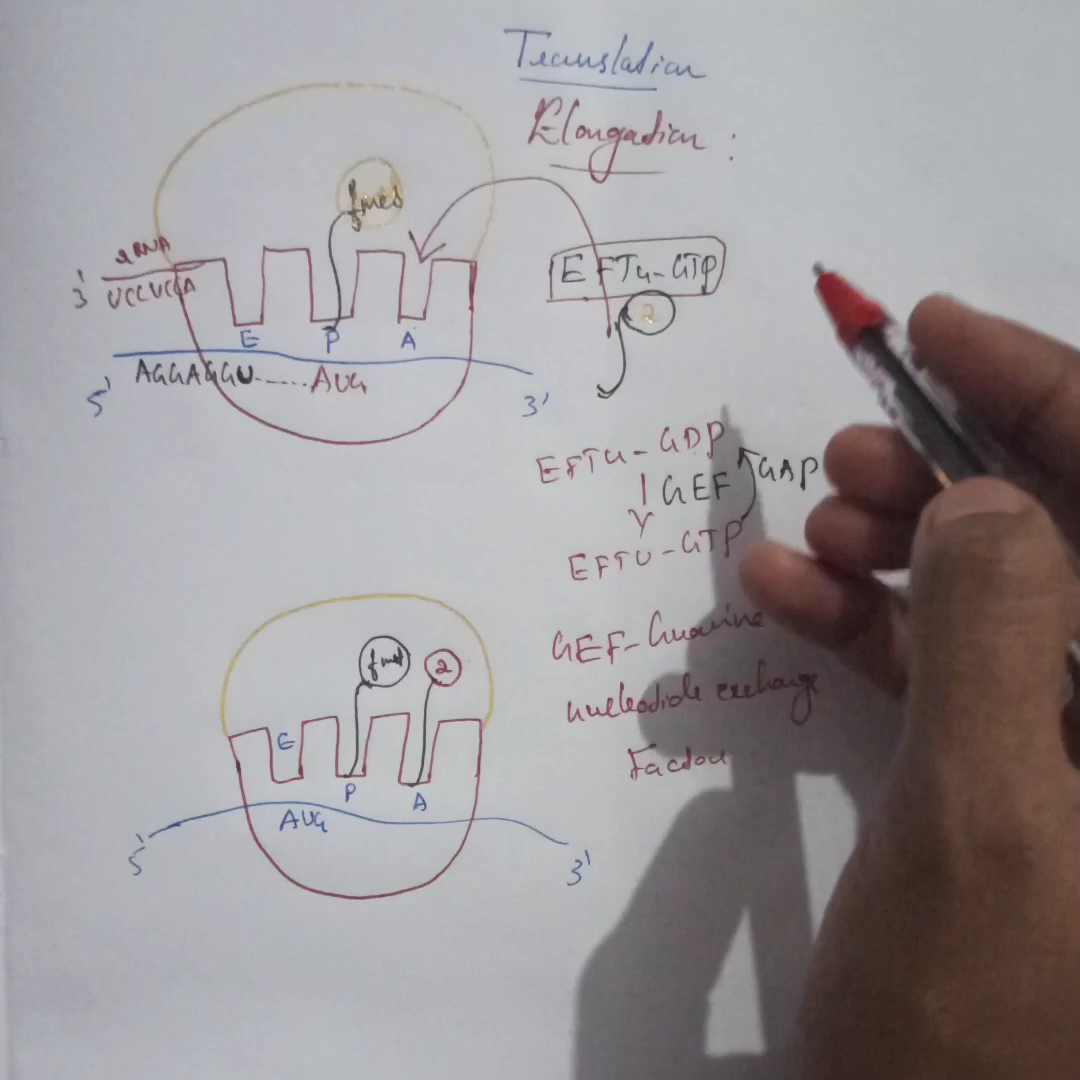 Translation
Elongation :
fmet
rRNA
3' UCCUCCA
E P A
AGGAGGU......AUG
5' 3'
EFTu-GTP
2
EFTu-GDP
GEF GAP
EFTU-GTP
GEF-Guanine
nucleotide exchange
Factor
fmet 2
E
P A
AUG
5' 3'